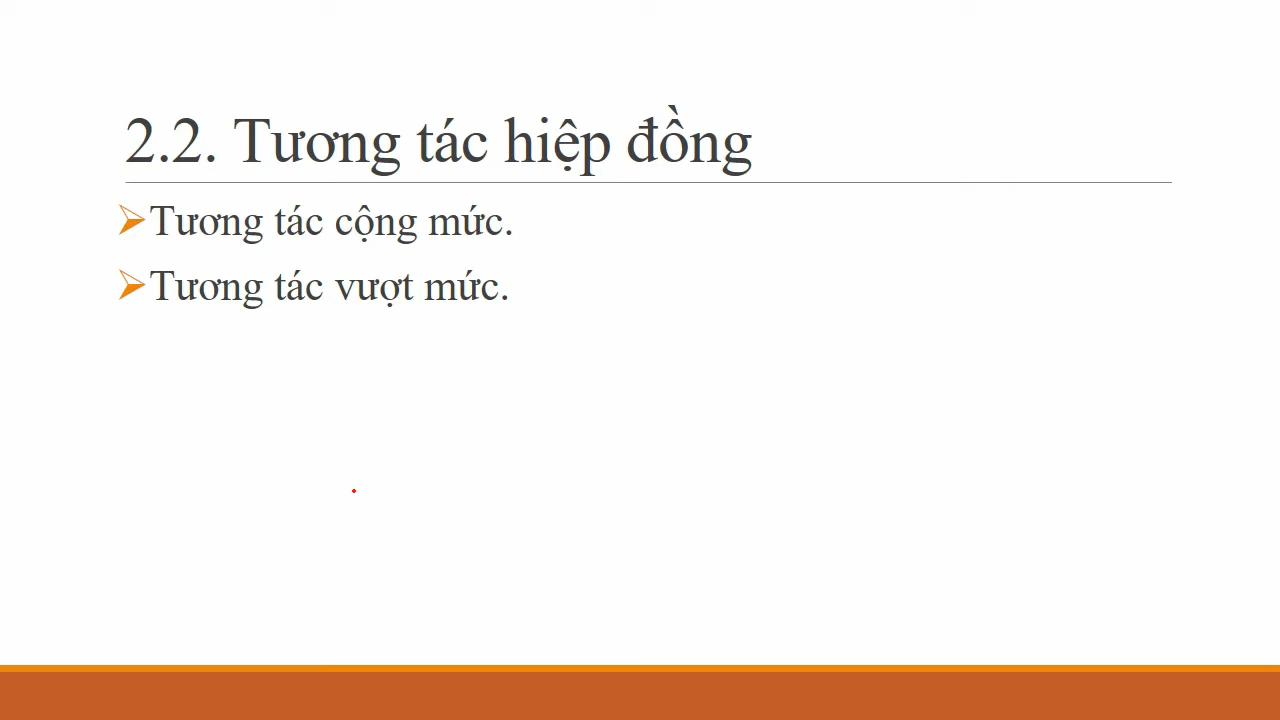 2.2. Tương tác hiệp đồng
Tương tác cộng mức.
Tương tác vượt mức.